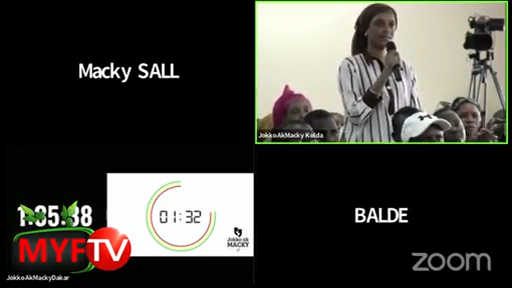 Macky SALL
JokkoAkMacky Kolda
1:35:38
01:32
Jokko ak
MACKY
MYFTV
JokkoAkMackyDakar
BALDE
zoom